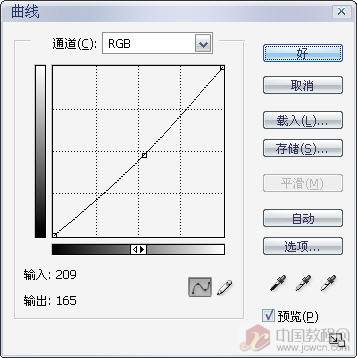 曲线
通道(C): RGB
好
取消
载入(L)...
存储(S)...
平滑(M)
自动
选项...
输入: 209
输出: 165
预览(P)
中国教程网
www.jcwcn.com